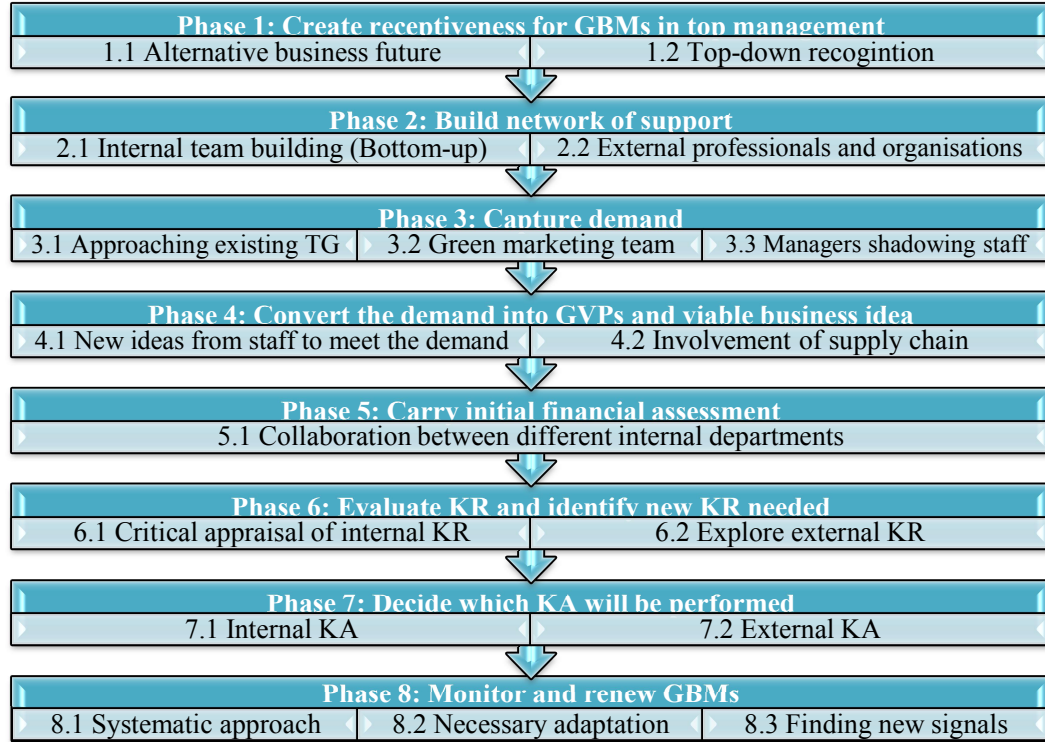 Phase 1: Create receptiveness for GBMs in top management
1.1 Alternative business future
1.2 Top-down recogintion
Phase 2: Build network of support
2.1 Internal team building (Bottom-up)
2.2 External professionals and organisations
Phase 3: Capture demand
3.1 Approaching existing TG
3.2 Green marketing team
3.3 Managers shadowing staff
Phase 4: Convert the demand into GVPs and viable business idea
4.1 New ideas from staff to meet the demand
4.2 Involvement of supply chain
Phase 5: Carry initial financial assessment
5.1 Collaboration between different internal departments
Phase 6: Evaluate KR and identify new KR needed
6.1 Critical appraisal of internal KR
6.2 Explore external KR
Phase 7: Decide which KA will be performed
7.1 Internal KA
7.2 External KA
Phase 8: Monitor and renew GBMs
8.1 Systematic approach
8.2 Necessary adaptation
8.3 Finding new signals